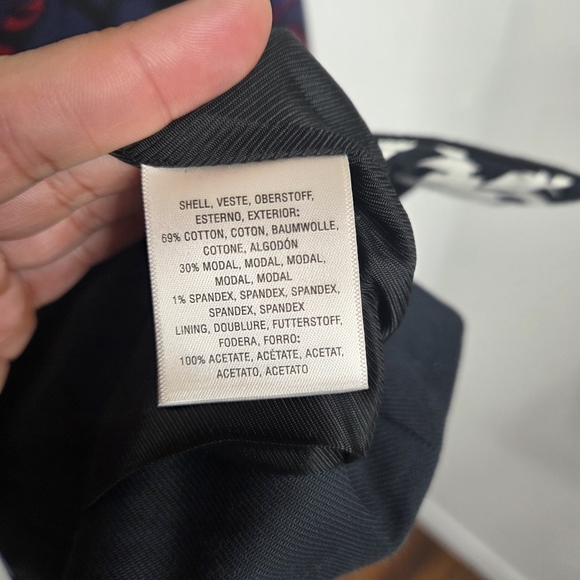 SHELL, VESTE, OBERSTOFF,
ESTERNO, EXTERIOR:
69% COTTON, COTON, BAUMWOLLE,
COTONE, ALGODÓN
30% MODAL, MODAL, MODAL,
MODAL, MODAL
1% SPANDEX, SPANDEX, SPANDEX,
SPANDEX, SPANDEX
LINING, DOUBLURE, FUTTERSTOFF,
FODERA, FORRO:
100% ACETATE, ACÉTATE, ACETAT,
ACETATO, ACETATO